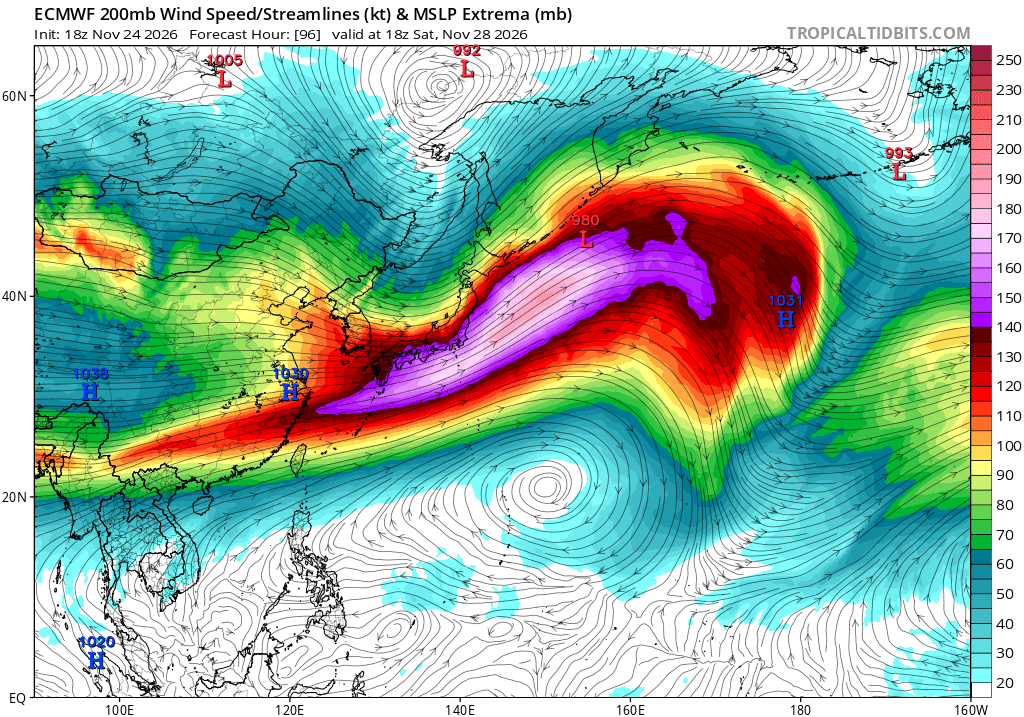 ECMWF 200mb Wind Speed/Streamlines (kt) & MSLP Extrema (mb)
Init: 18z Nov 24 2026 Forecast Hour: [96] valid at 18z Sat, Nov 28 2026
TROPICALTIDBITS.COM
992
L
1005
L
993
L
980
L
1031
H
1038
H
1030
H
1020
H
60N
40N
20N
EQ
100E
120E
140E
160E
180
160W
250
230
210
200
190
180
170
160
150
140
130
120
110
100
90
80
70
60
50
40
30
20